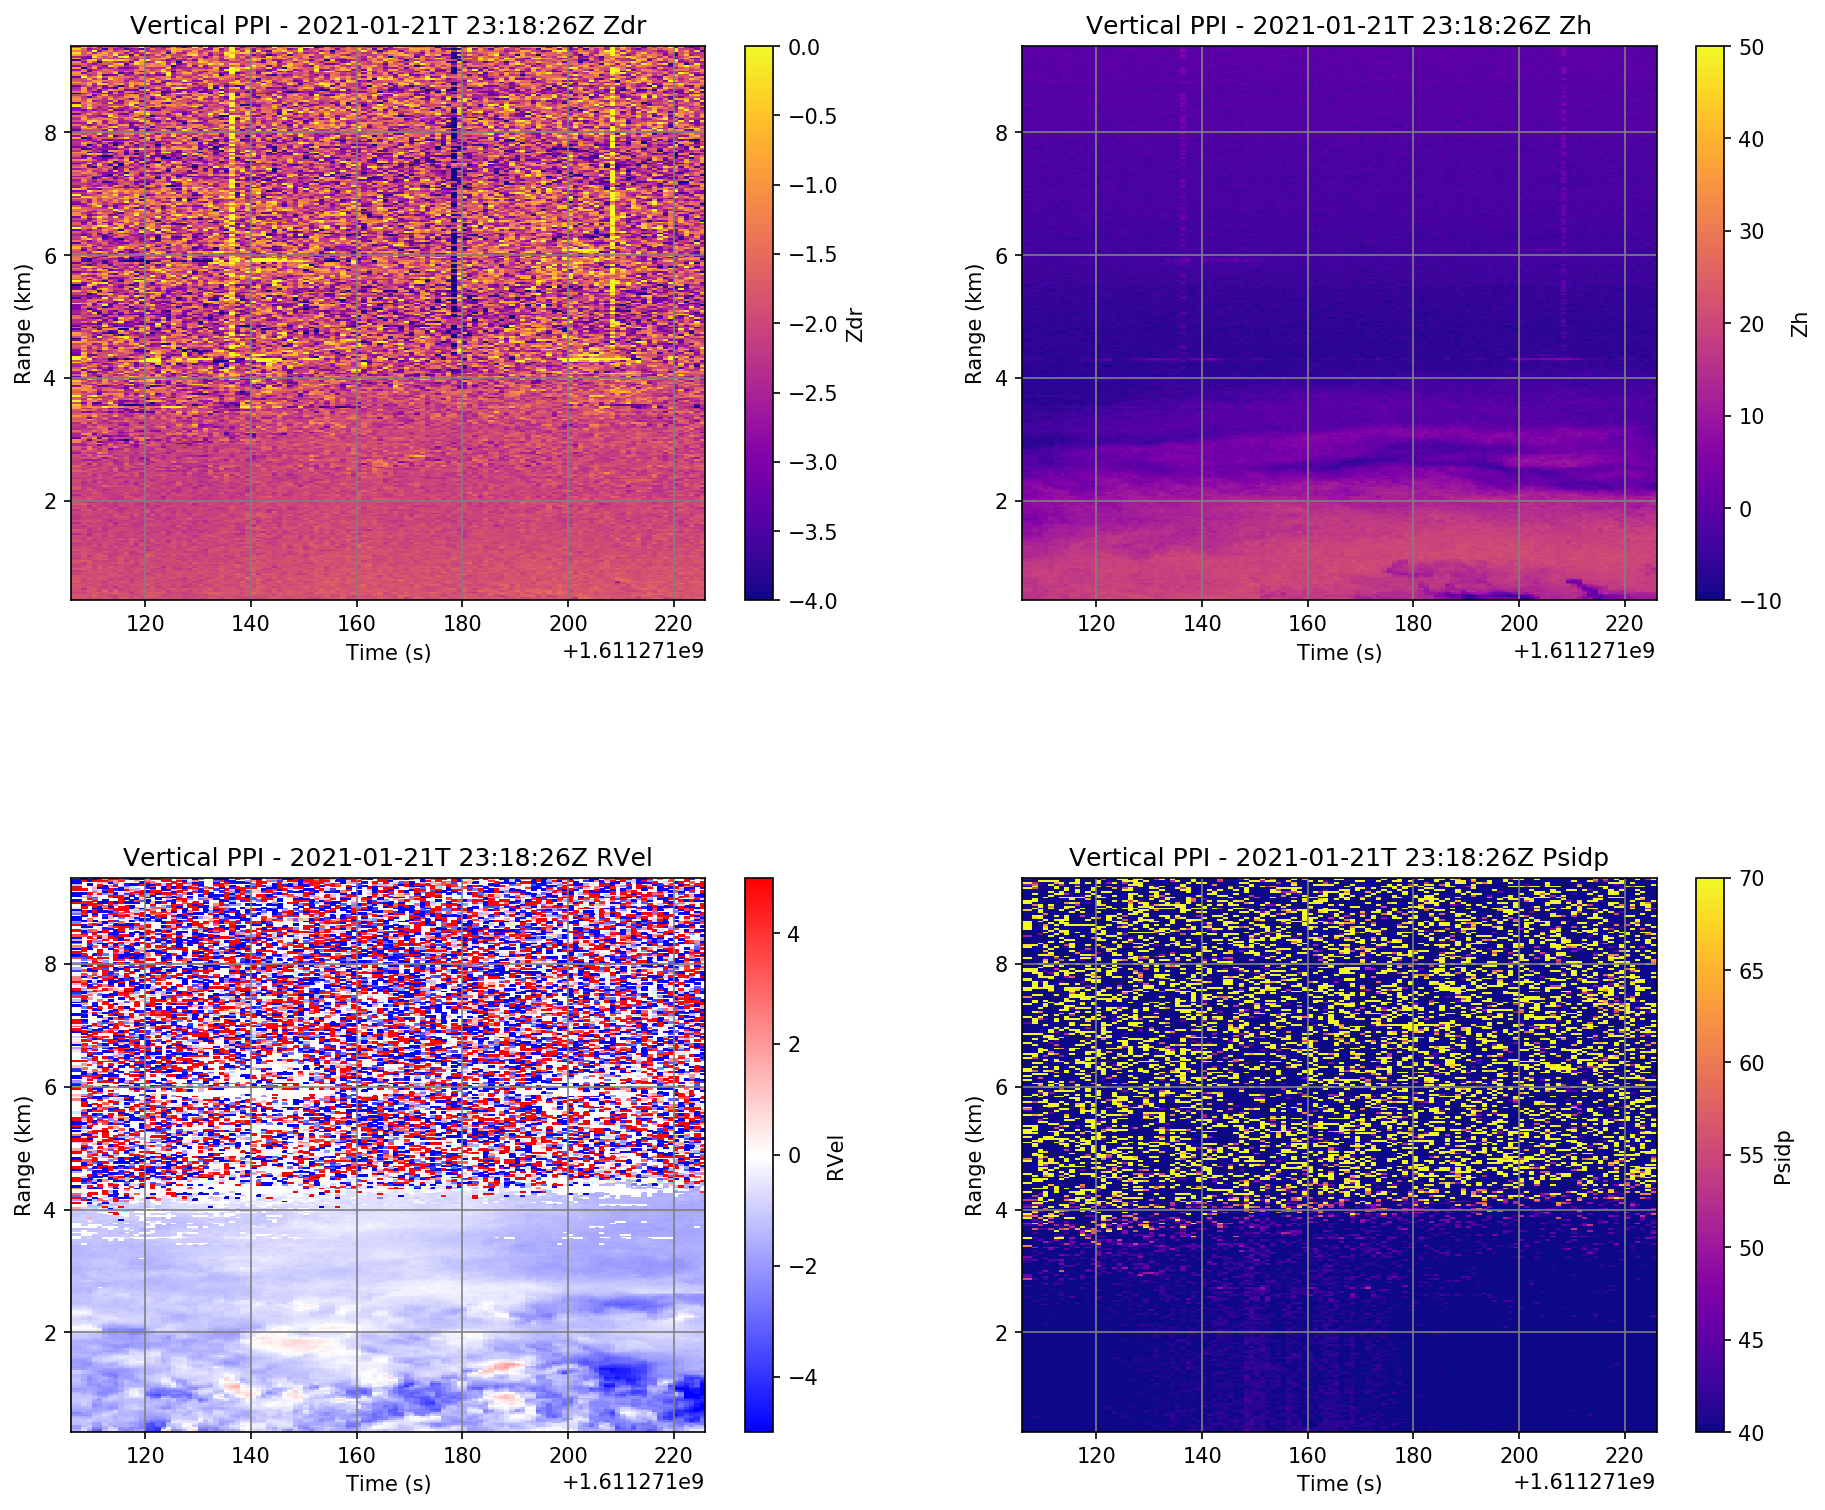 Vertical PPI - 2021-01-21T 23:18:26Z Zdr
Range (km)
8
6
4
2
120 140 160 180 200 220
Time (s)
+1.611271e9
0.0
−0.5
−1.0
−1.5
−2.0
−2.5
−3.0
−3.5
−4.0
Zdr
Vertical PPI - 2021-01-21T 23:18:26Z Zh
Range (km)
8
6
4
2
120 140 160 180 200 220
Time (s)
+1.611271e9
50
40
30
20
10
0
−10
Zh
Vertical PPI - 2021-01-21T 23:18:26Z RVel
Range (km)
8
6
4
2
120 140 160 180 200 220
Time (s)
+1.611271e9
4
2
0
−2
−4
RVel
Vertical PPI - 2021-01-21T 23:18:26Z Psidp
Range (km)
8
6
4
2
120 140 160 180 200 220
Time (s)
+1.611271e9
70
65
60
55
50
45
40
Psidp